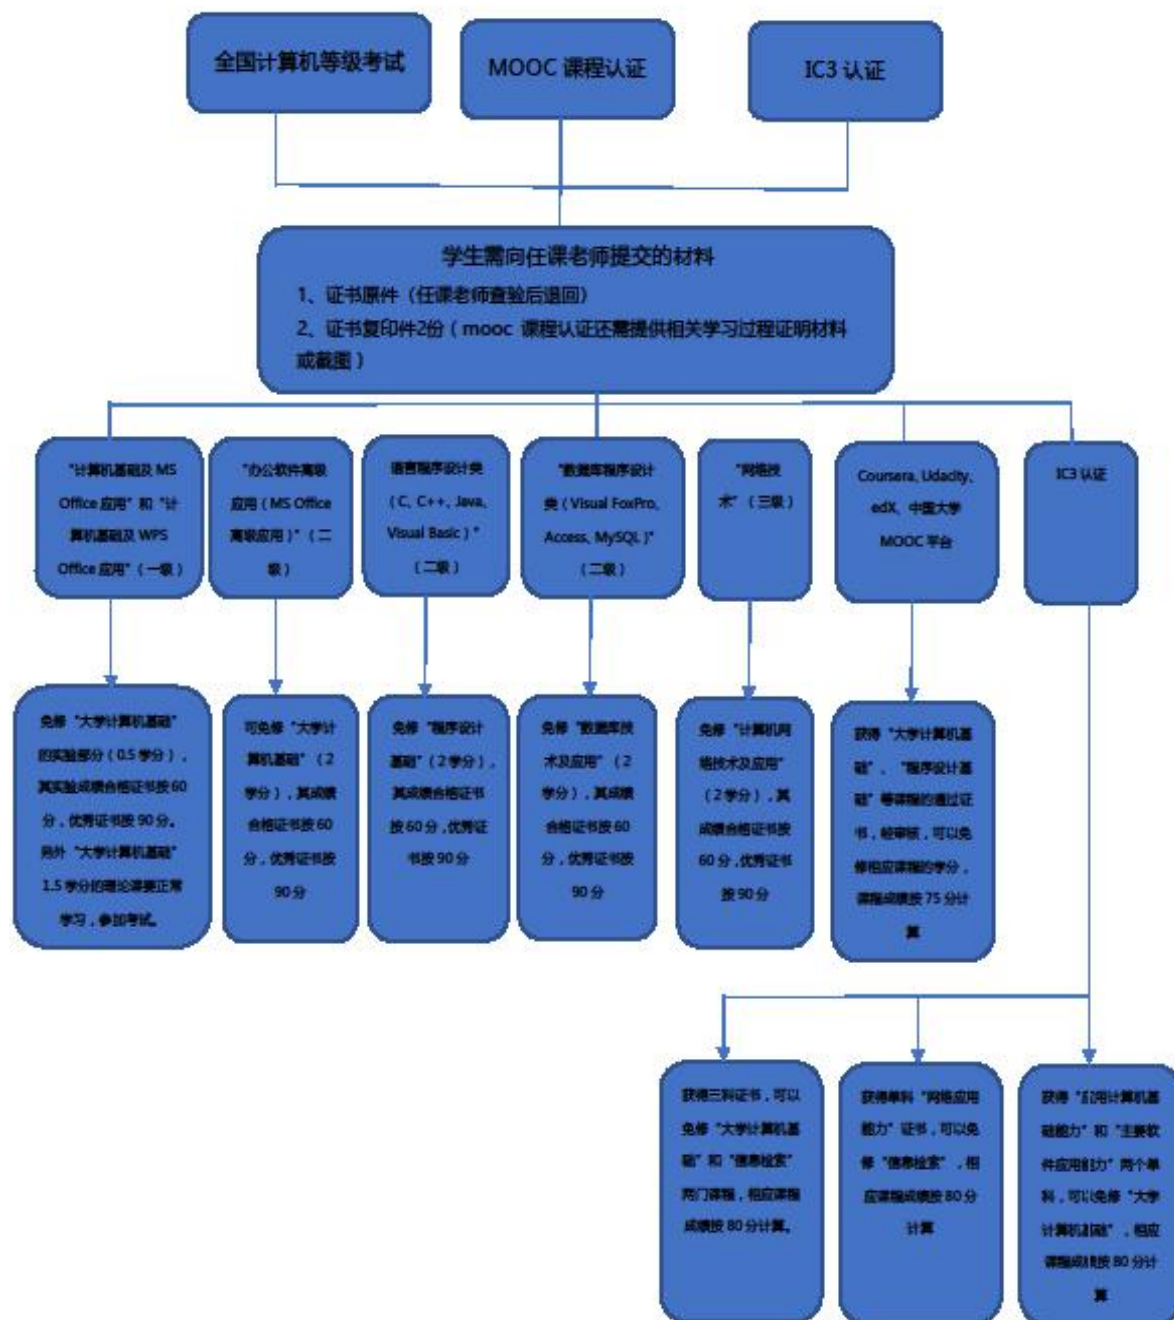 全国计算机等级考试
MOOC 课程认证
IC3 认证
学生需向任课老师提交的材料
1、证书原件（任课老师查验后退回）
2、证书复印件2份（mooc 课程认证还需提供相关学习过程证明材料
或截图）
“计算机基础及 MS
Office 应用”和“计
算机基础及 WPS
Office 应用”（一级）
“办公软件高级
应用（MS Office
高级应用）”（二
级）
语言程序设计类
（C、C++、Java、
Visual Basic）”
（二级）
“数据库程序设计
类（Visual FoxPro、
Access、MySQL）”
（二级）
“网络技
术”（三级）
Coursera、Udacity、
edX、中国大学
MOOC 平台
IC3 认证
免修“大学计算机基础”
的实验部分（0.5 学分），
其实验成绩合格证书按 60
分，优秀证书按 90 分。
另外“大学计算机基础”
1.5 学分的理论课要正常
学习，参加考试。
可免修“大学计
算机基础”（2
学分），其成绩
合格证书按 60
分，优秀证书按
90 分
免修“程序设计
基础”（2 学分），
其成绩合格证书
按 60 分，优秀证
书按 90 分
免修“数据库技
术及应用”（2
学分），其成绩
合格证书按 60
分，优秀证书按
90 分
免修“计算机网
络技术及应用”
（2 学分），其
成绩合格证书按
60 分，优秀证书
按 90 分
获得“大学计算机基
础”、“程序设计基
础”等课程的通过证
书，经审核，可以免
修相应课程的学分，
课程成绩按 75 分计
算
获得三科证书，可以
免修“大学计算机基
础”和“信息检索”
两门课程，相应课程
成绩按 80 分计算。
获得单科“网络应用
能力”证书，可以免
修“信息检索”，相
应课程成绩按 80 分
计算
获得“应用计算机基
础能力”和“主要软
件应用能力”两个单
科，可以免修“大学
计算机基础”，相应
课程成绩按 80 分计
算